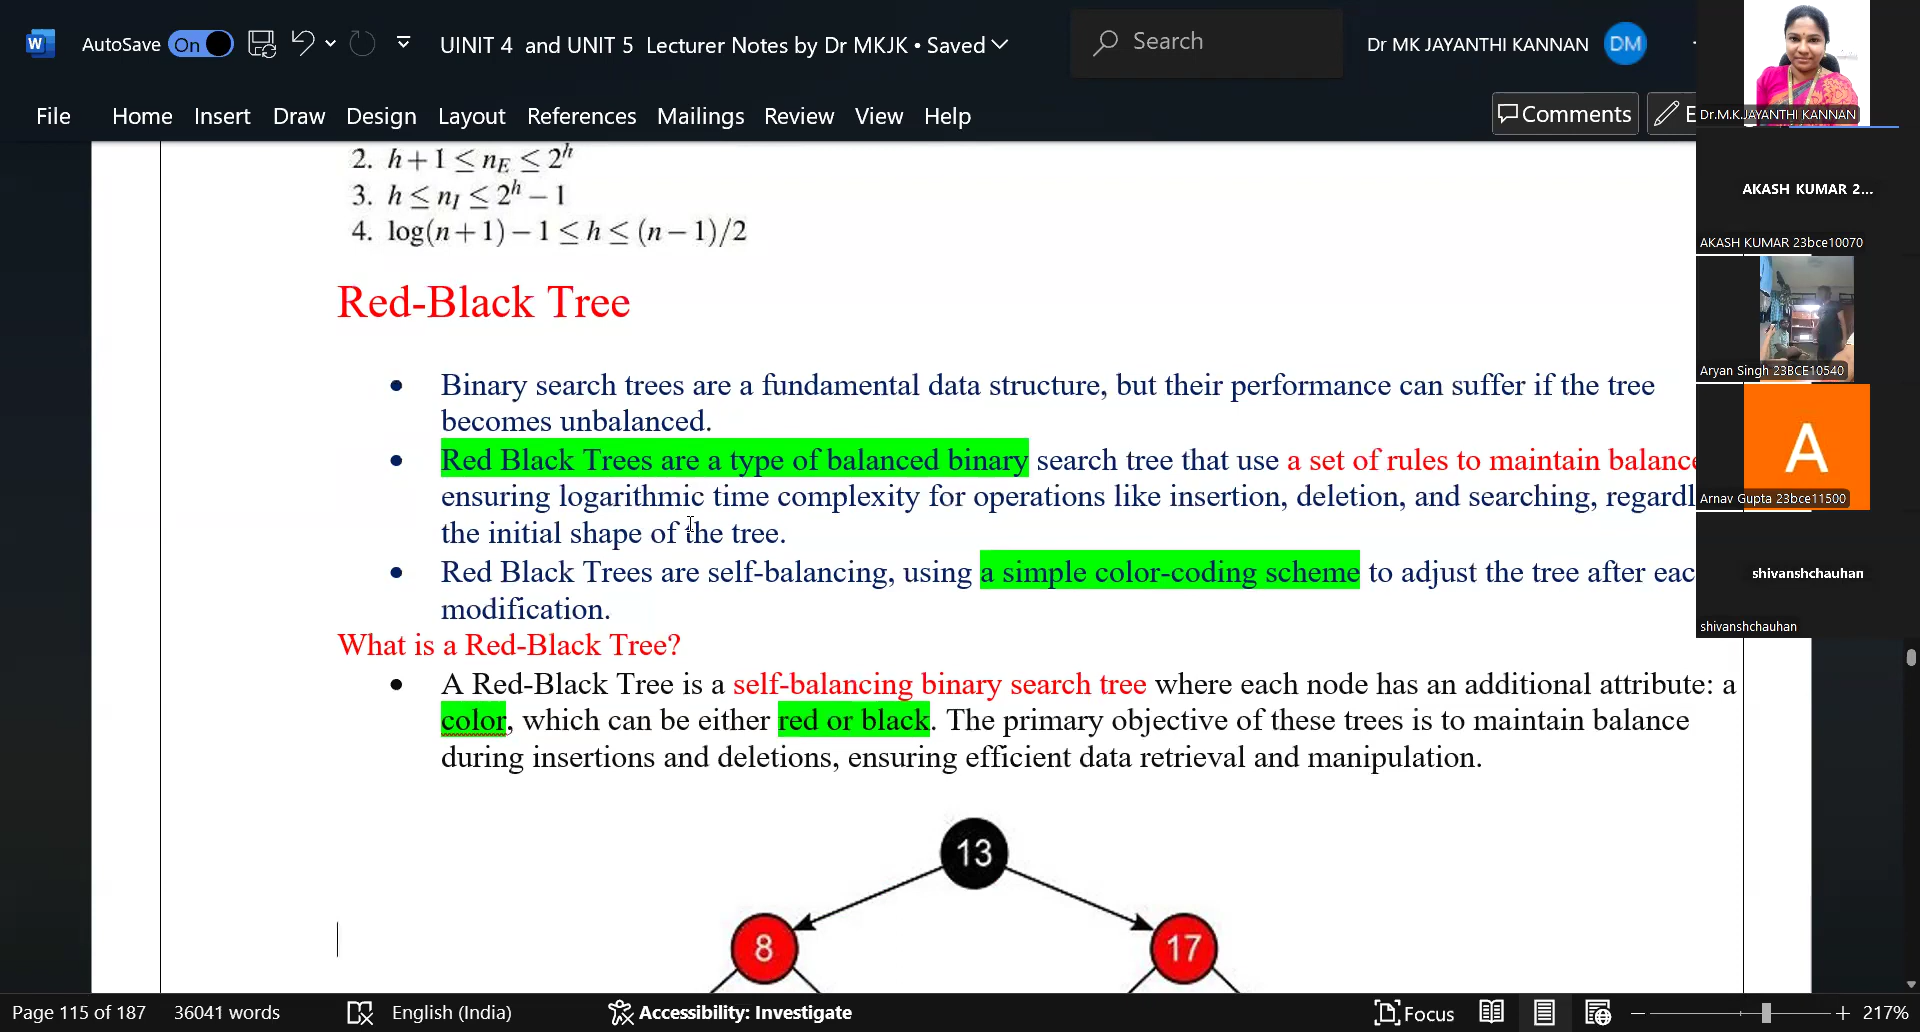 AutoSave On UINIT 4 and UNIT 5 Lecturer Notes by Dr MKJK • Saved Search Dr MK JAYANTHI KANNAN DM
File Home Insert Draw Design Layout References Mailings Review View Help Comments E
Dr.M.K.JAYANTHI KANNAN
AKASH KUMAR 2...
AKASH KUMAR 23bce10070
Aryan Singh 23BCE10540
A
Arnav Gupta 23bce11500
shivanshchauhan
shivanshchauhan
2. h+1 ≤ n_E ≤ 2^h
3. h ≤ n_I ≤ 2^h − 1
4. log(n+1) − 1 ≤ h ≤ (n−1)/2
Red-Black Tree
• Binary search trees are a fundamental data structure, but their performance can suffer if the tree
becomes unbalanced.
• Red Black Trees are a type of balanced binary search tree that use a set of rules to maintain balance
ensuring logarithmic time complexity for operations like insertion, deletion, and searching, regardl
the initial shape of the tree.
• Red Black Trees are self-balancing, using a simple color-coding scheme to adjust the tree after eac
modification.
What is a Red-Black Tree?
• A Red-Black Tree is a self-balancing binary search tree where each node has an additional attribute: a
color, which can be either red or black. The primary objective of these trees is to maintain balance
during insertions and deletions, ensuring efficient data retrieval and manipulation.
13
8 17
Page 115 of 187 36041 words English (India) Accessibility: Investigate Focus 217%